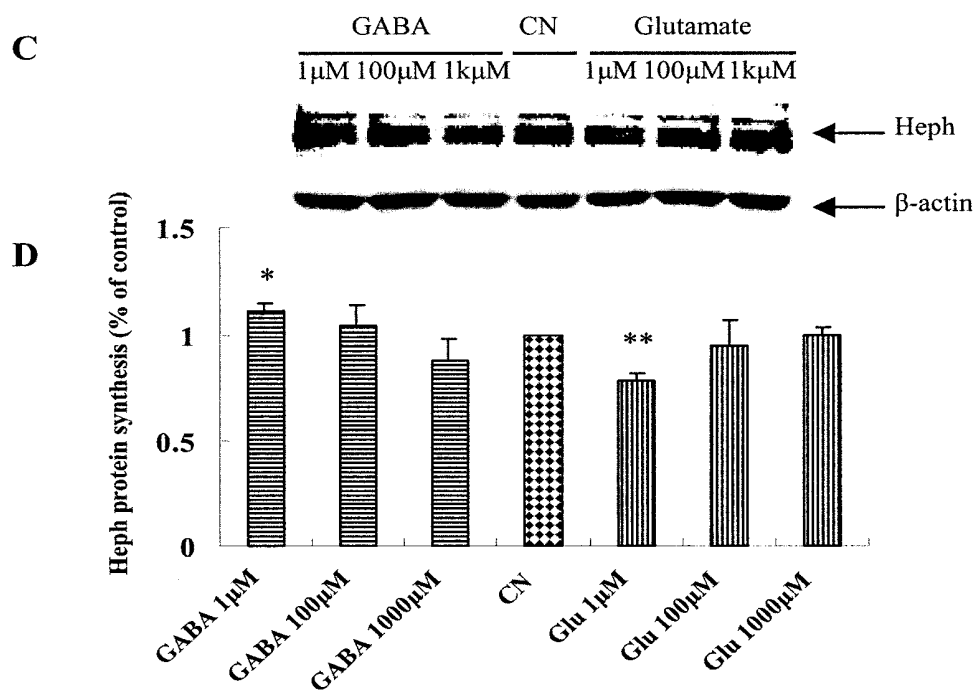 C
GABA CN Glutamate
1μM 100μM 1kμM 1μM 100μM 1kμM
Heph
β-actin
D
Heph protein synthesis (% of control)
1.5
1
0.5
0
*
**
GABA 1μM
GABA 100μM
GABA 1000μM
CN
Glu 1μM
Glu 100μM
Glu 1000μM